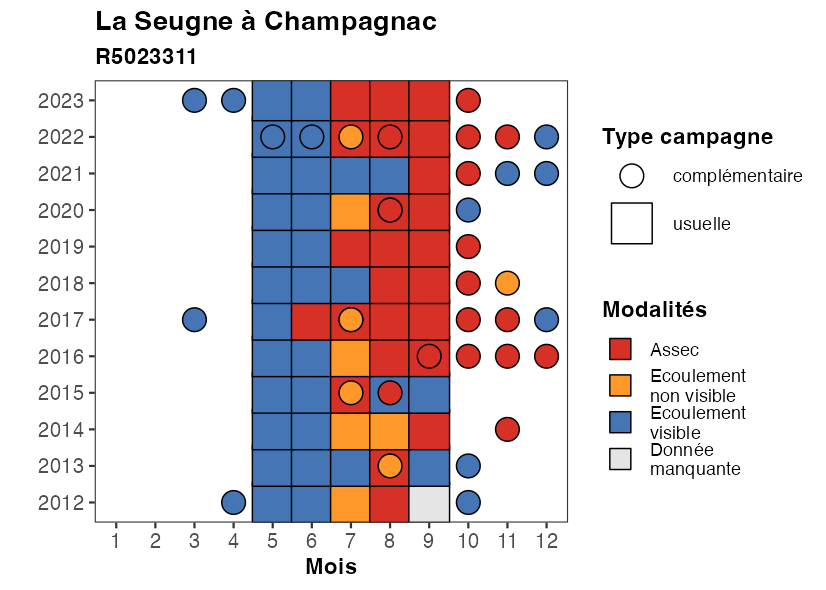 La Seugne à Champagnac
R5023311
2023
2022
2021
2020
2019
2018
2017
2016
2015
2014
2013
2012
1 2 3 4 5 6 7 8 9 10 11 12
Mois
Type campagne
complémentaire
usuelle
Modalités
Assec
Ecoulement
non visible
Ecoulement
visible
Donnée
manquante